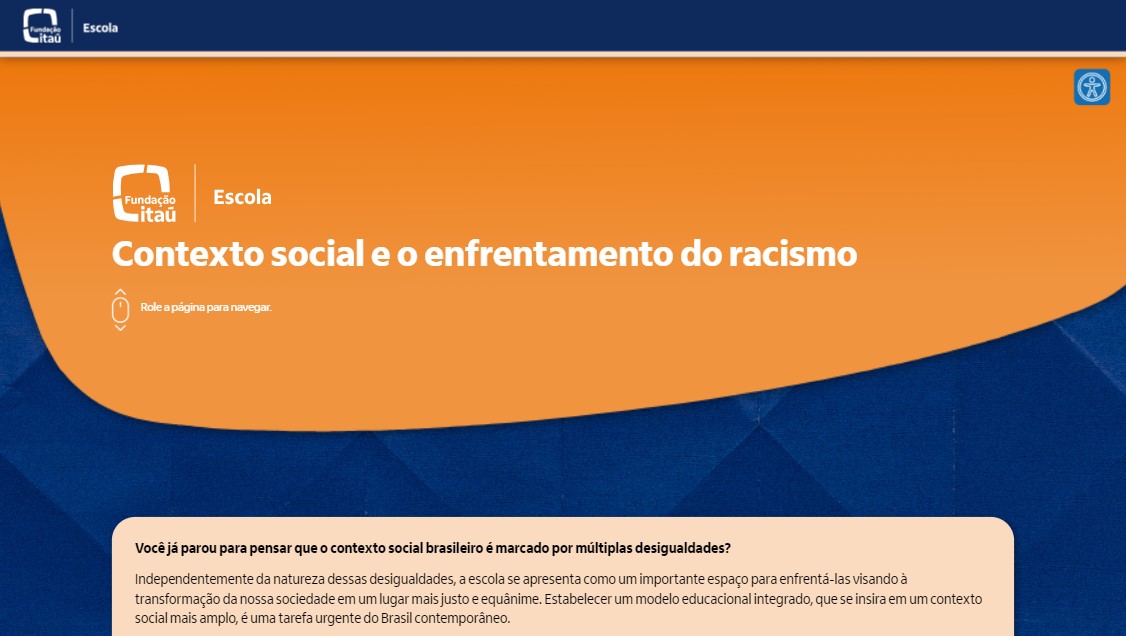 Fundação
itaú
Escola
Fundação
itaú
Escola
Contexto social e o enfrentamento do racismo
Role a página para navegar.
Você já parou para pensar que o contexto social brasileiro é marcado por múltiplas desigualdades?
Independentemente da natureza dessas desigualdades, a escola se apresenta como um importante espaço para enfrentá-las visando à
transformação da nossa sociedade em um lugar mais justo e equânime. Estabelecer um modelo educacional integrado, que se insira em um contexto
social mais amplo, é uma tarefa urgente do Brasil contemporâneo.